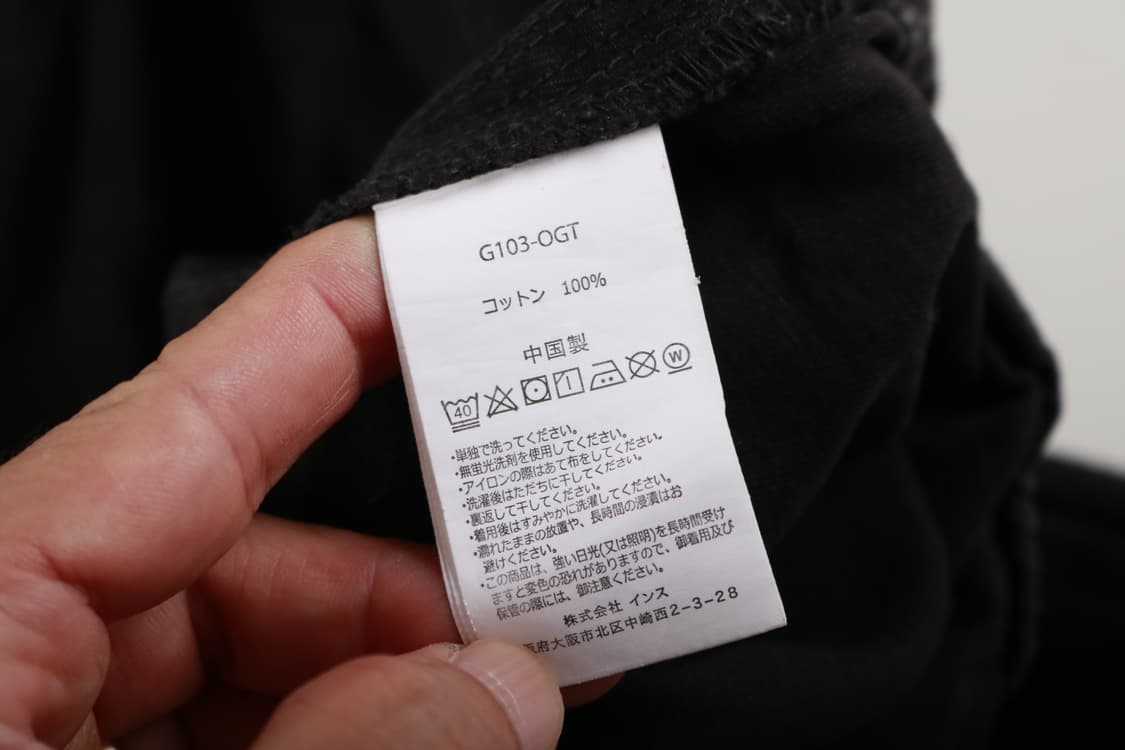 G103-OGT
コットン 100%
中国製
40 W
・単独で洗ってください。
・無蛍光洗剤を使用してください。
・アイロンの際はあて布をしてください。
・洗濯後はただちに干してください。
・裏返して干してください。
・着用後はすみやかに洗濯してください。
・濡れたままの放置や、長時間の浸漬はお
避けください。
・この商品は、強い日光(又は照明)を長時間受け
ますと変色の恐れがありますので、御着用及び
保管の際には、御注意ください。
株式会社 インス
府大阪市北区中崎西2-3-28